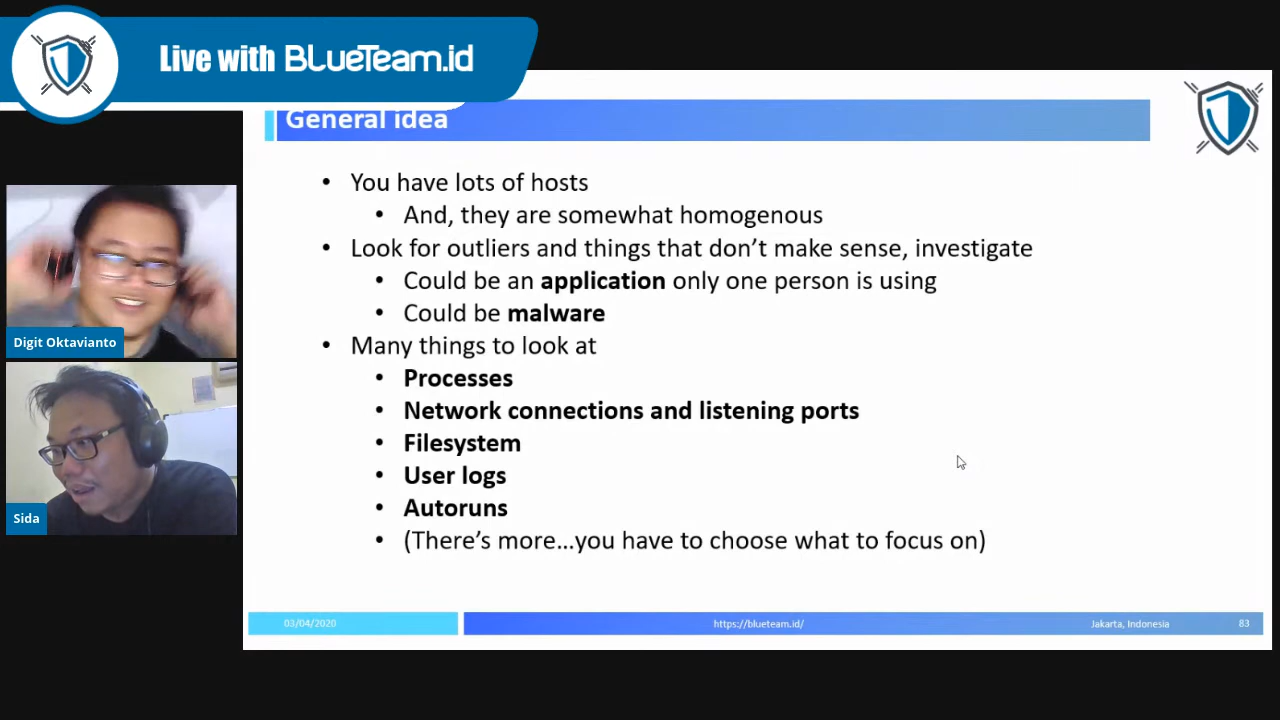 Live with BLueTeam.id
General idea
• You have lots of hosts
• And, they are somewhat homogenous
• Look for outliers and things that don't make sense, investigate
• Could be an application only one person is using
• Could be malware
• Many things to look at
• Processes
• Network connections and listening ports
• Filesystem
• User logs
• Autoruns
• (There's more...you have to choose what to focus on)
Digit Oktavianto
Sida
03/04/2020
https://blueteam.id/
Jakarta, Indonesia
83